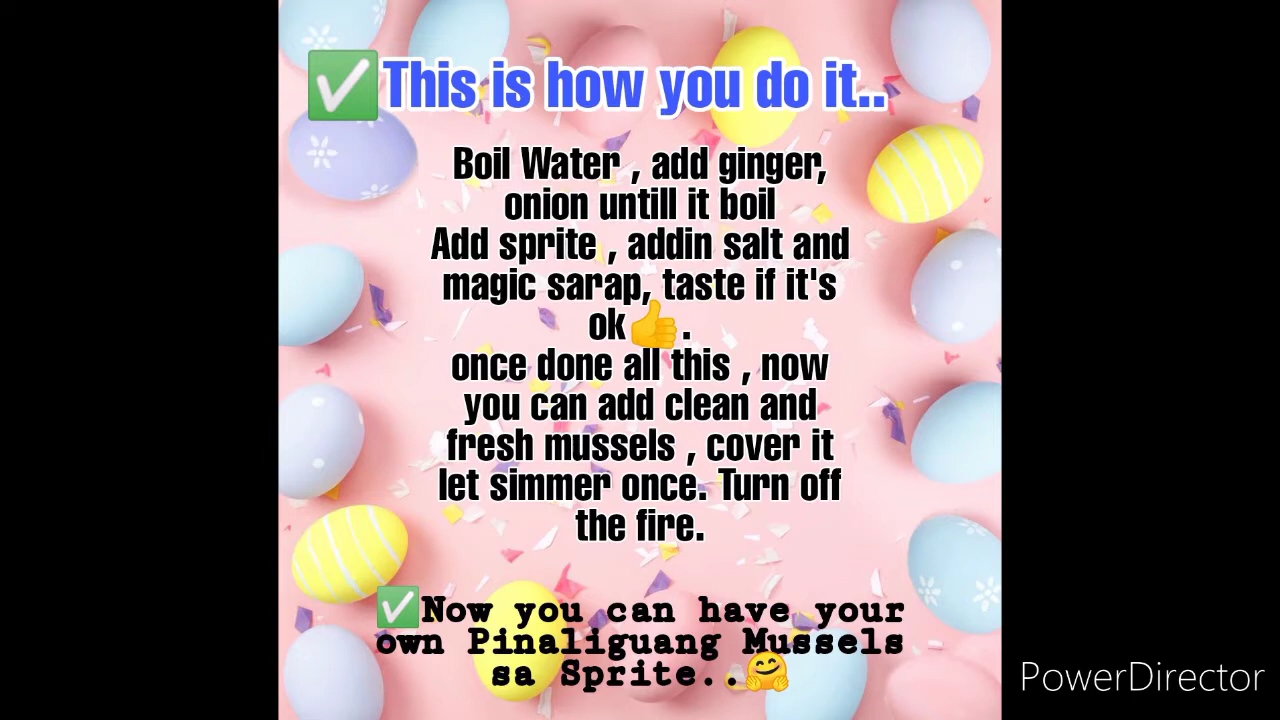 ✅This is how you do it..
Boil Water , add ginger,
onion untill it boil
Add sprite , addin salt and
magic sarap, taste if it's
ok👍.
once done all this , now
you can add clean and
fresh mussels , cover it
let simmer once. Turn off
the fire.
✅Now you can have your
own Pinaliguang Mussels
sa Sprite..🤗
PowerDirector